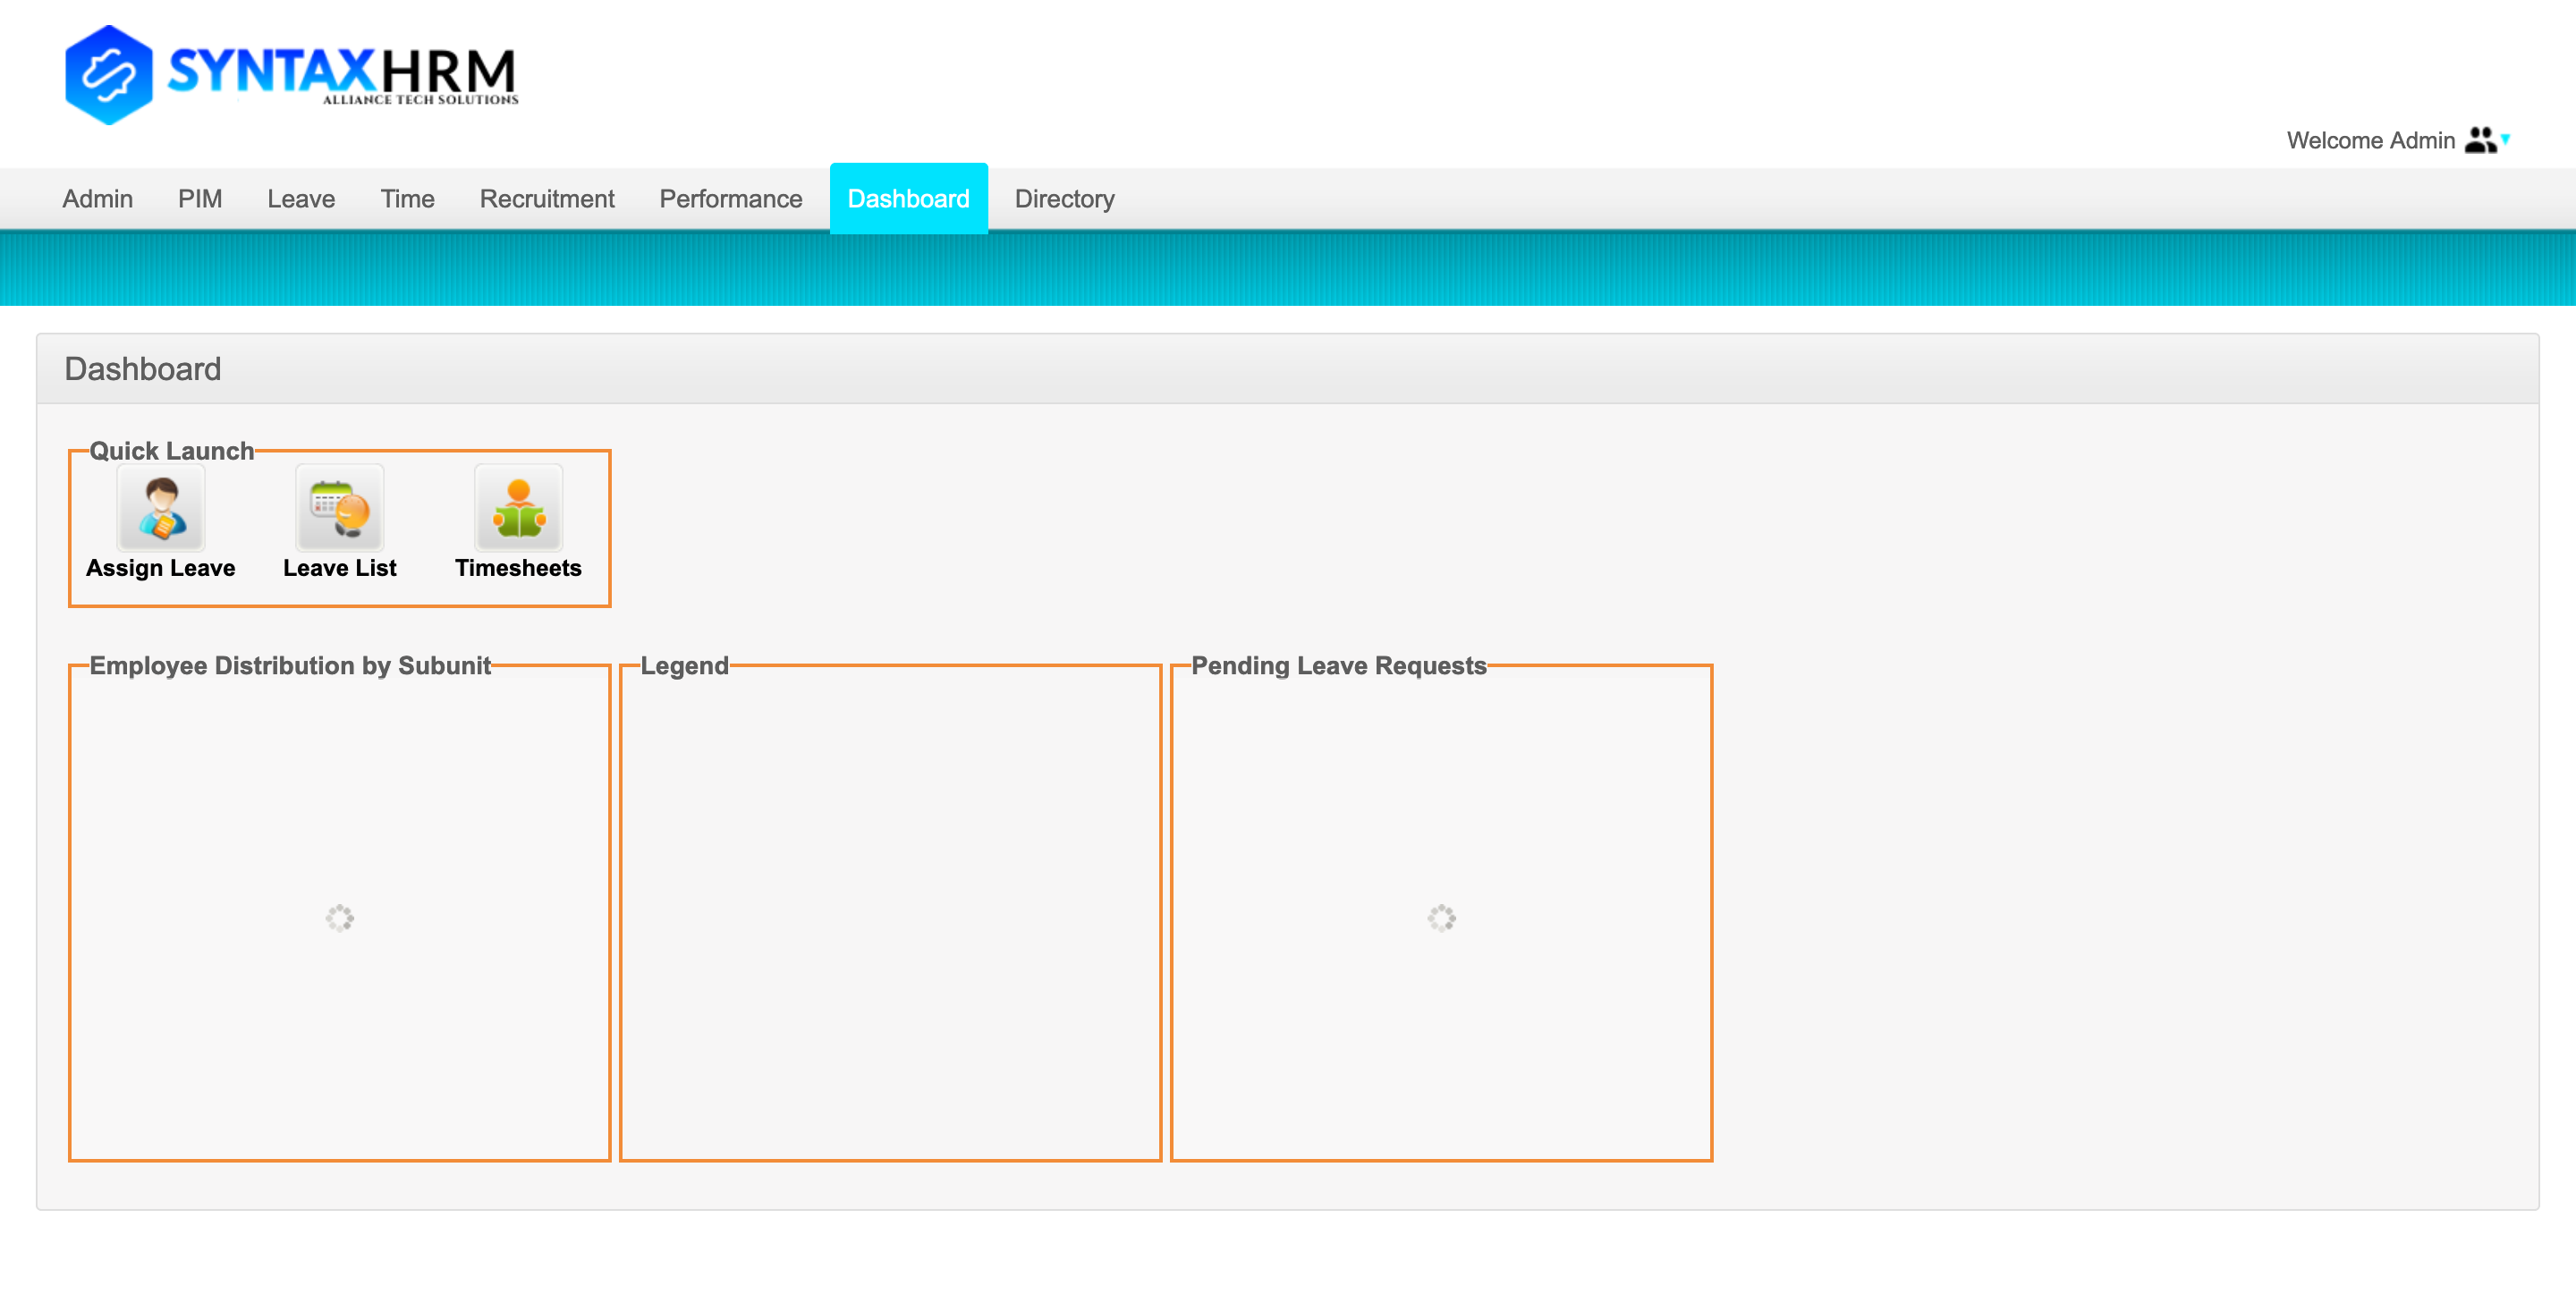 SYNTAXHRM
ALLIANCE TECH SOLUTIONS
Welcome Admin
Admin PIM Leave Time Recruitment Performance Dashboard Directory
Dashboard
Quick Launch
Assign Leave Leave List Timesheets
Employee Distribution by Subunit Legend Pending Leave Requests